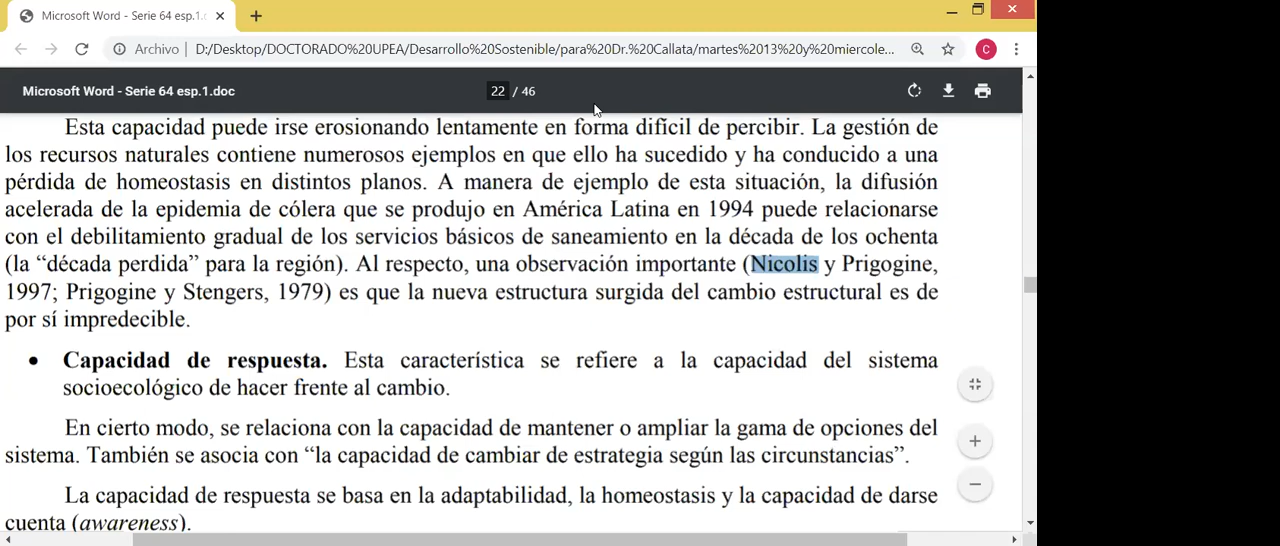 Microsoft Word - Serie 64 esp.1.c
Archivo D:/Desktop/DOCTORADO%20UPEA/Desarrollo%20Sostenible/para%20Dr.%20Callata/martes%2013%20y%20miercole...
C
Microsoft Word - Serie 64 esp.1.doc
22 / 46
Esta capacidad puede irse erosionando lentamente en forma difícil de percibir. La gestión de
los recursos naturales contiene numerosos ejemplos en que ello ha sucedido y ha conducido a una
pérdida de homeostasis en distintos planos. A manera de ejemplo de esta situación, la difusión
acelerada de la epidemia de cólera que se produjo en América Latina en 1994 puede relacionarse
con el debilitamiento gradual de los servicios básicos de saneamiento en la década de los ochenta
(la “década perdida” para la región). Al respecto, una observación importante (Nicolis y Prigogine,
1997; Prigogine y Stengers, 1979) es que la nueva estructura surgida del cambio estructural es de
por sí impredecible.
• Capacidad de respuesta. Esta característica se refiere a la capacidad del sistema
socioecológico de hacer frente al cambio.
En cierto modo, se relaciona con la capacidad de mantener o ampliar la gama de opciones del
sistema. También se asocia con “la capacidad de cambiar de estrategia según las circunstancias”.
La capacidad de respuesta se basa en la adaptabilidad, la homeostasis y la capacidad de darse
cuenta (awareness).